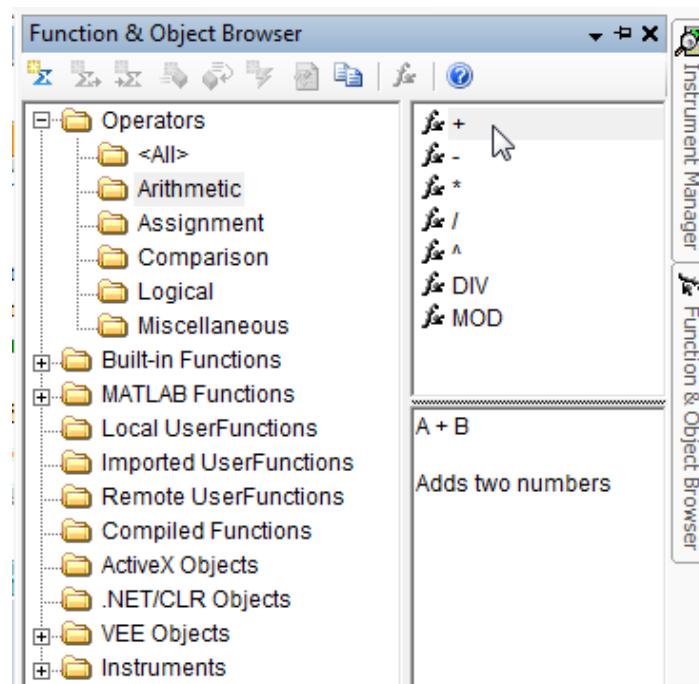 Function & Object Browser
Operators
<All>
Arithmetic
Assignment
Comparison
Logical
Miscellaneous
Built-in Functions
MATLAB Functions
Local UserFunctions
Imported UserFunctions
Remote UserFunctions
Compiled Functions
ActiveX Objects
.NET/CLR Objects
VEE Objects
Instruments
+
-
*
/
^
DIV
MOD
A + B
Adds two numbers
Instrument Manager
Function & Object Browser